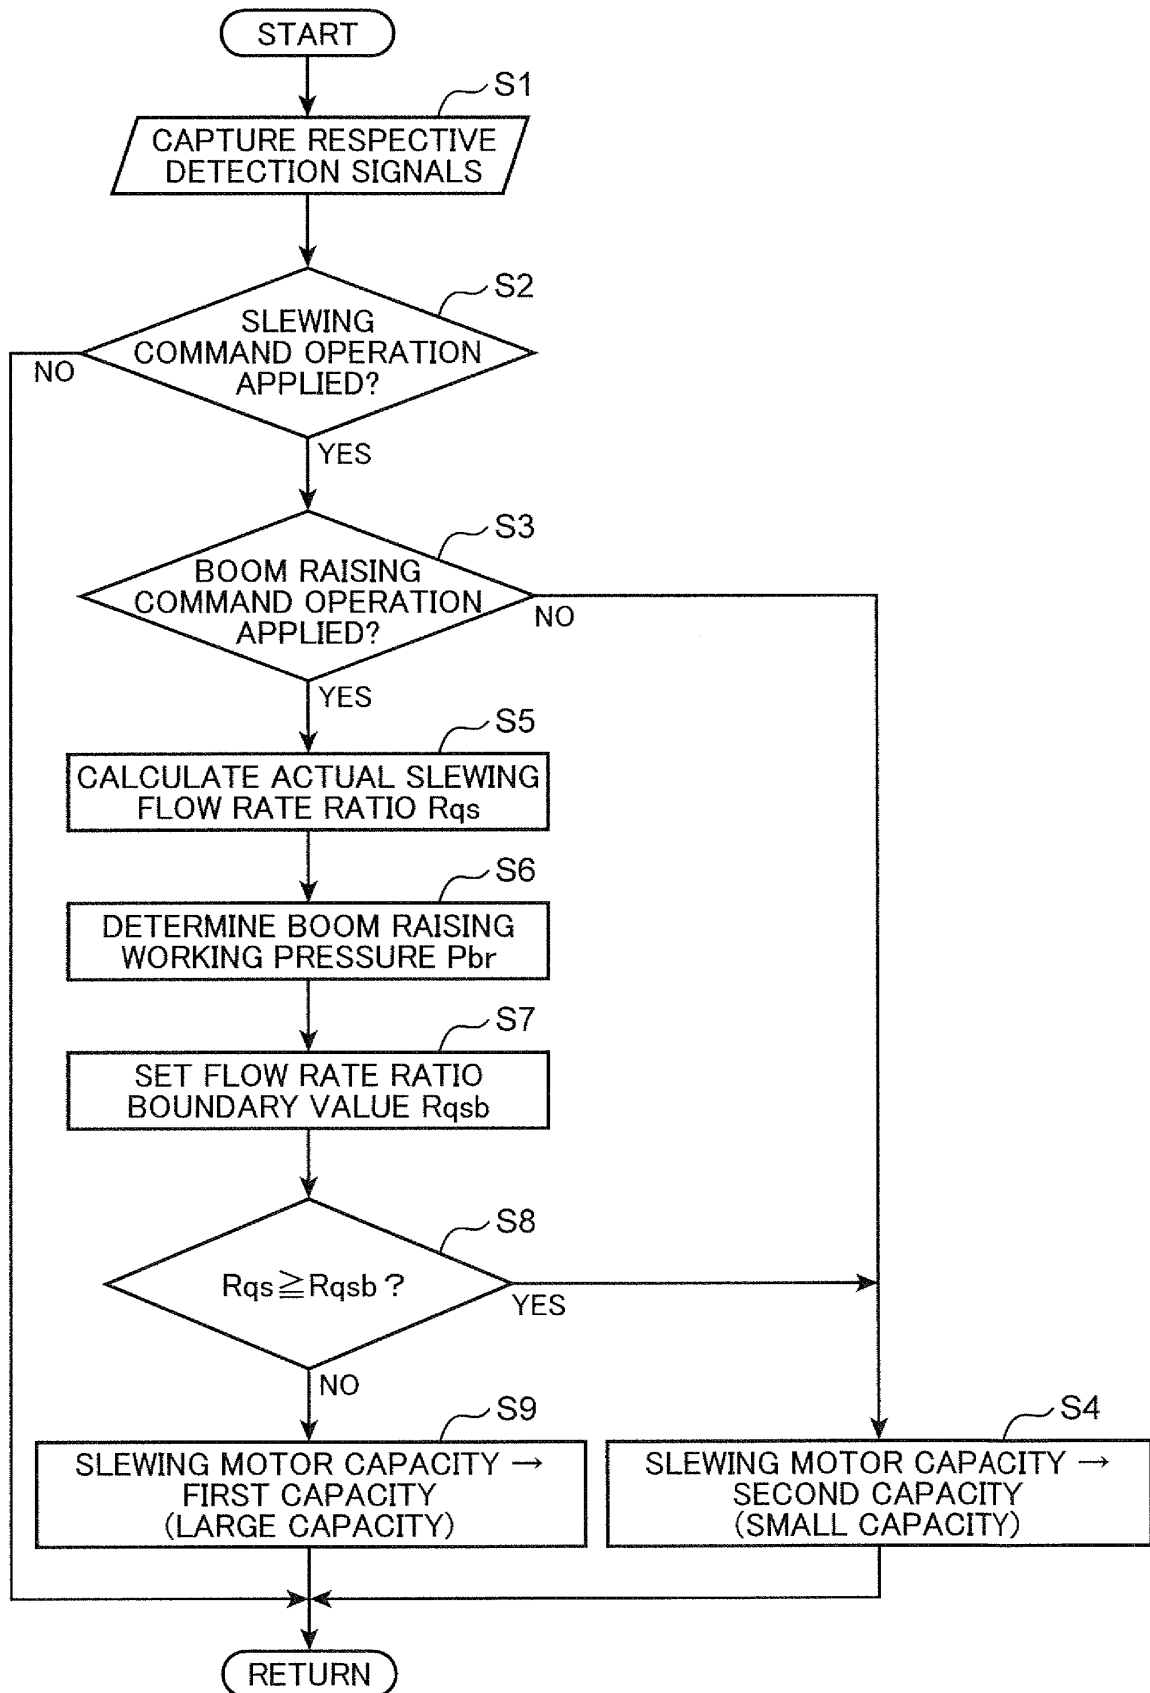 START
S1
CAPTURE RESPECTIVE
DETECTION SIGNALS
S2
SLEWING
COMMAND OPERATION
APPLIED?
NO
YES
S3
BOOM RAISING
COMMAND OPERATION
APPLIED?
NO
YES
S5
CALCULATE ACTUAL SLEWING
FLOW RATE RATIO Rqs
S6
DETERMINE BOOM RAISING
WORKING PRESSURE Pbr
S7
SET FLOW RATE RATIO
BOUNDARY VALUE Rqsb
S8
Rqs≧Rqsb ?
YES
NO
S9
SLEWING MOTOR CAPACITY →
FIRST CAPACITY
(LARGE CAPACITY)
S4
SLEWING MOTOR CAPACITY →
SECOND CAPACITY
(SMALL CAPACITY)
RETURN